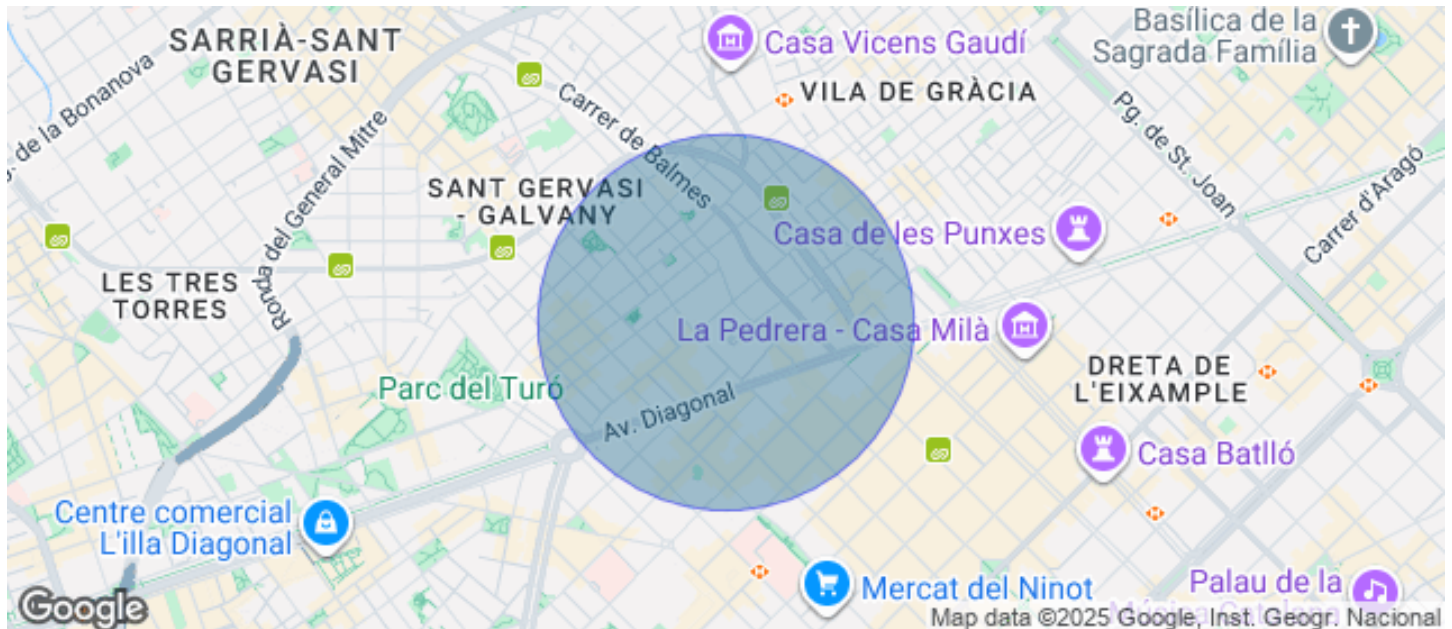 SARRIÀ-SANT
GERVASI
Casa Vicens Gaudí
Basílica de la
Sagrada Família
. de la Bonanova
Carrer de Balmes
VILA DE GRÀCIA
Pg. de St. Joan
Ronda del General Mitre
SANT GERVASI
- GALVANY
Carrer d'Aragó
Casa de les Punxes
LES TRES
TORRES
La Pedrera - Casa Milà
Parc del Turó
Av. Diagonal
DRETA DE
L'EIXAMPLE
Casa Batlló
Centre comercial
L'illa Diagonal
Mercat del Ninot
Palau de la
Música Catalana
Google
Map data ©2025 Google, Inst. Geogr. Nacional